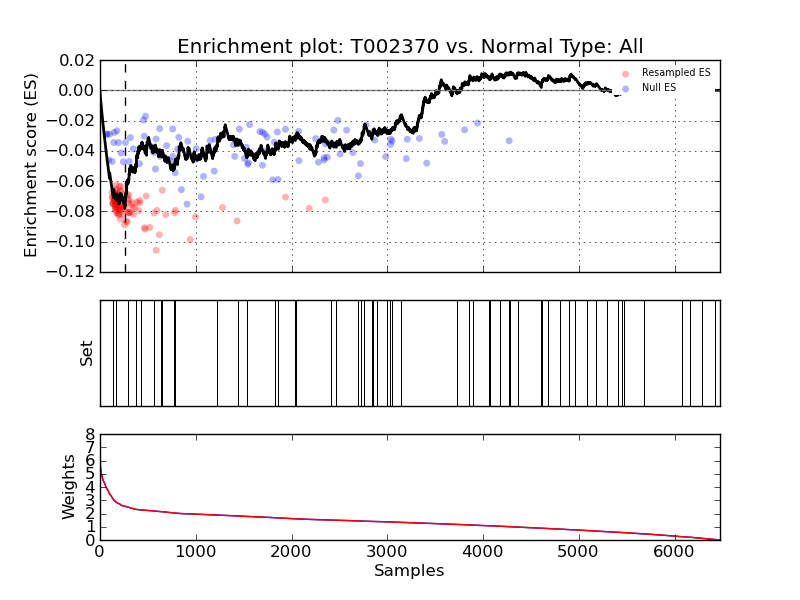 Enrichment plot: T002370 vs. Normal Type: All
Enrichment score (ES)
0.02
0.00
−0.02
−0.04
−0.06
−0.08
−0.10
−0.12
Resampled ES
Null ES
Set
Weights
8
7
6
5
4
3
2
1
0
0 1000 2000 3000 4000 5000 6000
Samples